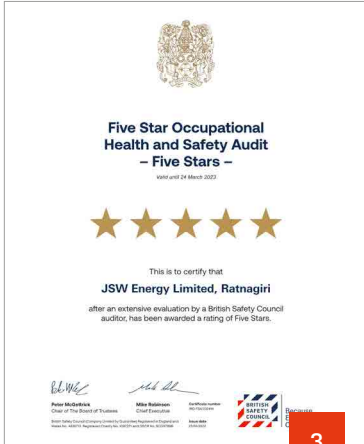 Five Star Occupational
Health and Safety Audit
– Five Stars –
Valid until 24 March 2023
This is to certify that
JSW Energy Limited, Ratnagiri
after an extensive evaluation by a British Safety Council
auditor, has been awarded a rating of Five Stars.
Peter McGettrick
Chair of The Board of Trustees
Mike Robinson
Chief Executive
Certificate number
Issue date
BRITISH
SAFETY
COUNCIL
Because
3